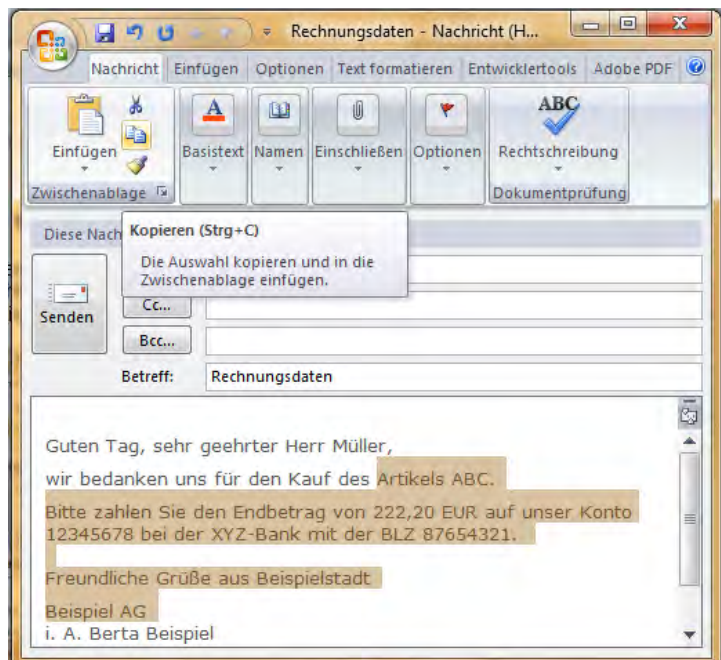 Rechnungsdaten - Nachricht (H...
Nachricht Einfügen Optionen Text formatieren Entwicklertools Adobe PDF
ABC
Einfügen Basistext Namen Einschließen Optionen Rechtschreibung
Zwischenablage Dokumentprüfung
Diese Nach
Kopieren (Strg+C)
Die Auswahl kopieren und in die
Zwischenablage einfügen.
Senden
Cc...
Bcc...
Betreff: Rechnungsdaten
Guten Tag, sehr geehrter Herr Müller,
wir bedanken uns für den Kauf des Artikels ABC.
Bitte zahlen Sie den Endbetrag von 222,20 EUR auf unser Konto
12345678 bei der XYZ-Bank mit der BLZ 87654321.
Freundliche Grüße aus Beispielstadt
Beispiel AG
i. A. Berta Beispiel